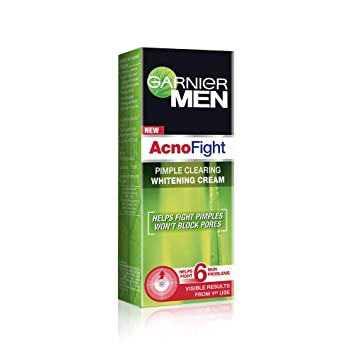 GARNIER
MEN
NEW
AcnoFight
PIMPLE CLEARING
WHITENING CREAM
HELPS FIGHT PIMPLES
WON'T BLOCK PORES
HELPS FIGHT 6 SKIN PROBLEMS
VISIBLE RESULTS
FROM 1ST USE